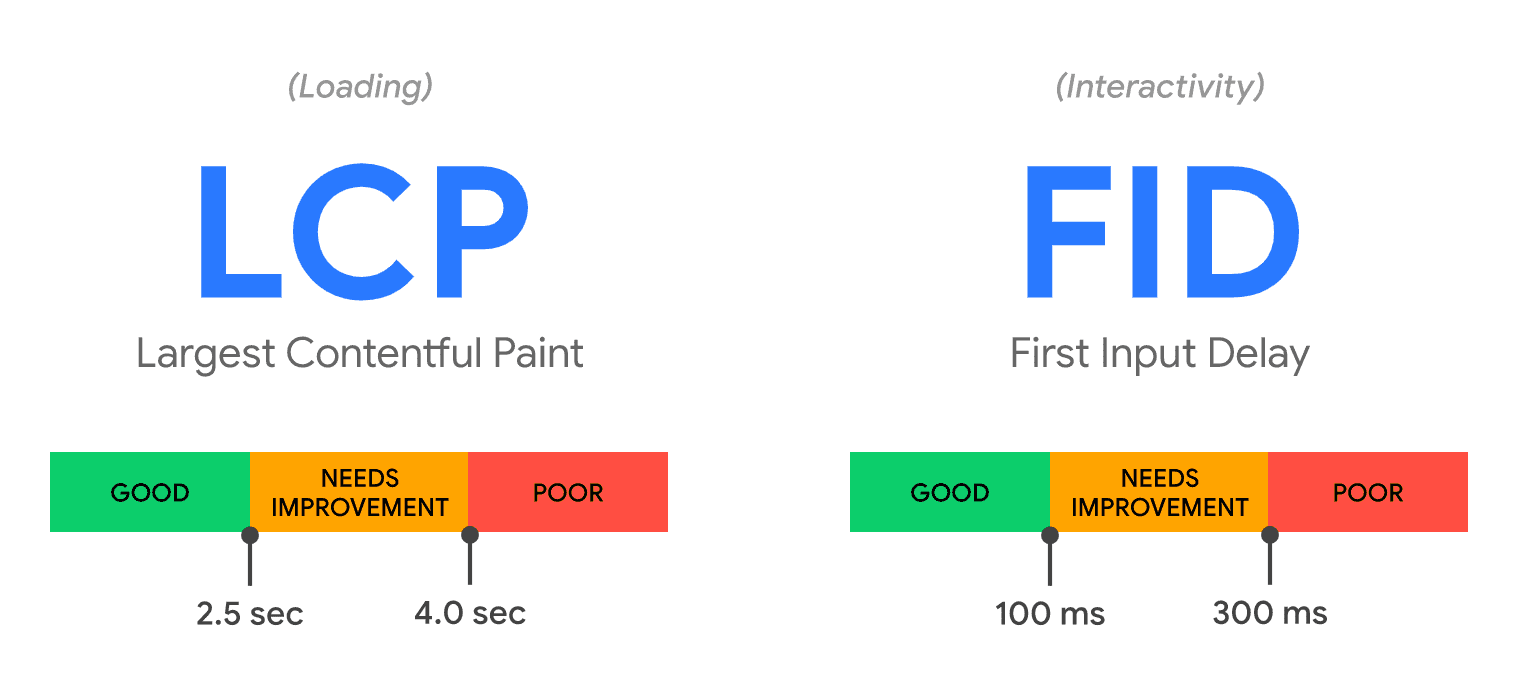 (Loading)
LCP
Largest Contentful Paint
GOOD
NEEDS
IMPROVEMENT
POOR
2.5 sec
4.0 sec
(Interactivity)
FID
First Input Delay
GOOD
NEEDS
IMPROVEMENT
POOR
100 ms
300 ms